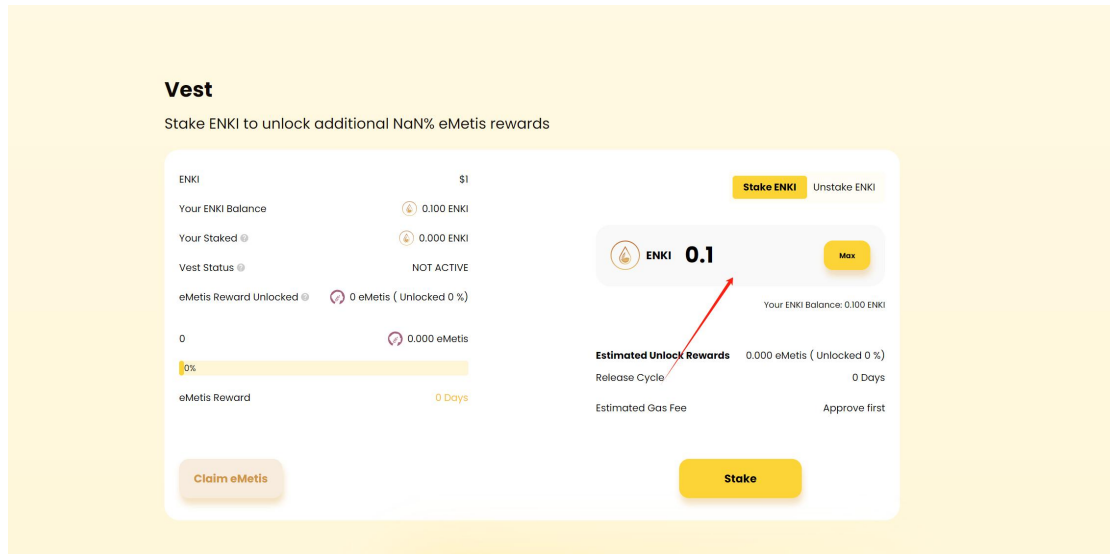 Vest
Stake ENKI to unlock additional NaN% eMetis rewards
ENKI $1
Your ENKI Balance 0.100 ENKI
Your Staked 0.000 ENKI
Vest Status NOT ACTIVE
eMetis Reward Unlocked 0 eMetis ( Unlocked 0 %)
0 0.000 eMetis
0%
eMetis Reward 0 Days
Claim eMetis
Stake ENKI Unstake ENKI
ENKI 0.1 Max
Your ENKI Balance: 0.100 ENKI
Estimated Unlock Rewards 0.000 eMetis ( Unlocked 0 %)
Release Cycle 0 Days
Estimated Gas Fee Approve first
Stake